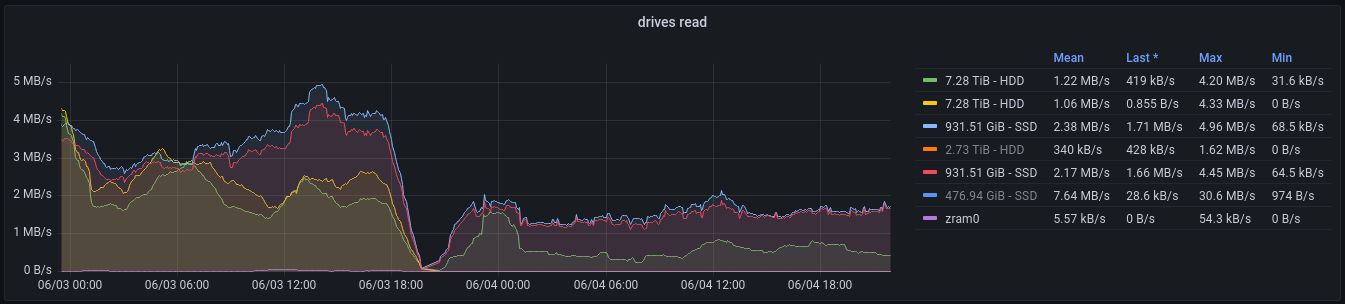 drives read
Mean Last * Max Min
7.28 TiB - HDD 1.22 MB/s 419 kB/s 4.20 MB/s 31.6 kB/s
7.28 TiB - HDD 1.06 MB/s 0.855 B/s 4.33 MB/s 0 B/s
931.51 GiB - SSD 2.38 MB/s 1.71 MB/s 4.96 MB/s 68.5 kB/s
2.73 TiB - HDD 340 kB/s 428 kB/s 1.62 MB/s 0 B/s
931.51 GiB - SSD 2.17 MB/s 1.66 MB/s 4.45 MB/s 64.5 kB/s
476.94 GiB - SSD 7.64 MB/s 28.6 kB/s 30.6 MB/s 974 B/s
zram0 5.57 kB/s 0 B/s 54.3 kB/s 0 B/s
5 MB/s
4 MB/s
3 MB/s
2 MB/s
1 MB/s
0 B/s
06/03 00:00 06/03 06:00 06/03 12:00 06/03 18:00 06/04 00:00 06/04 06:00 06/04 12:00 06/04 18:00